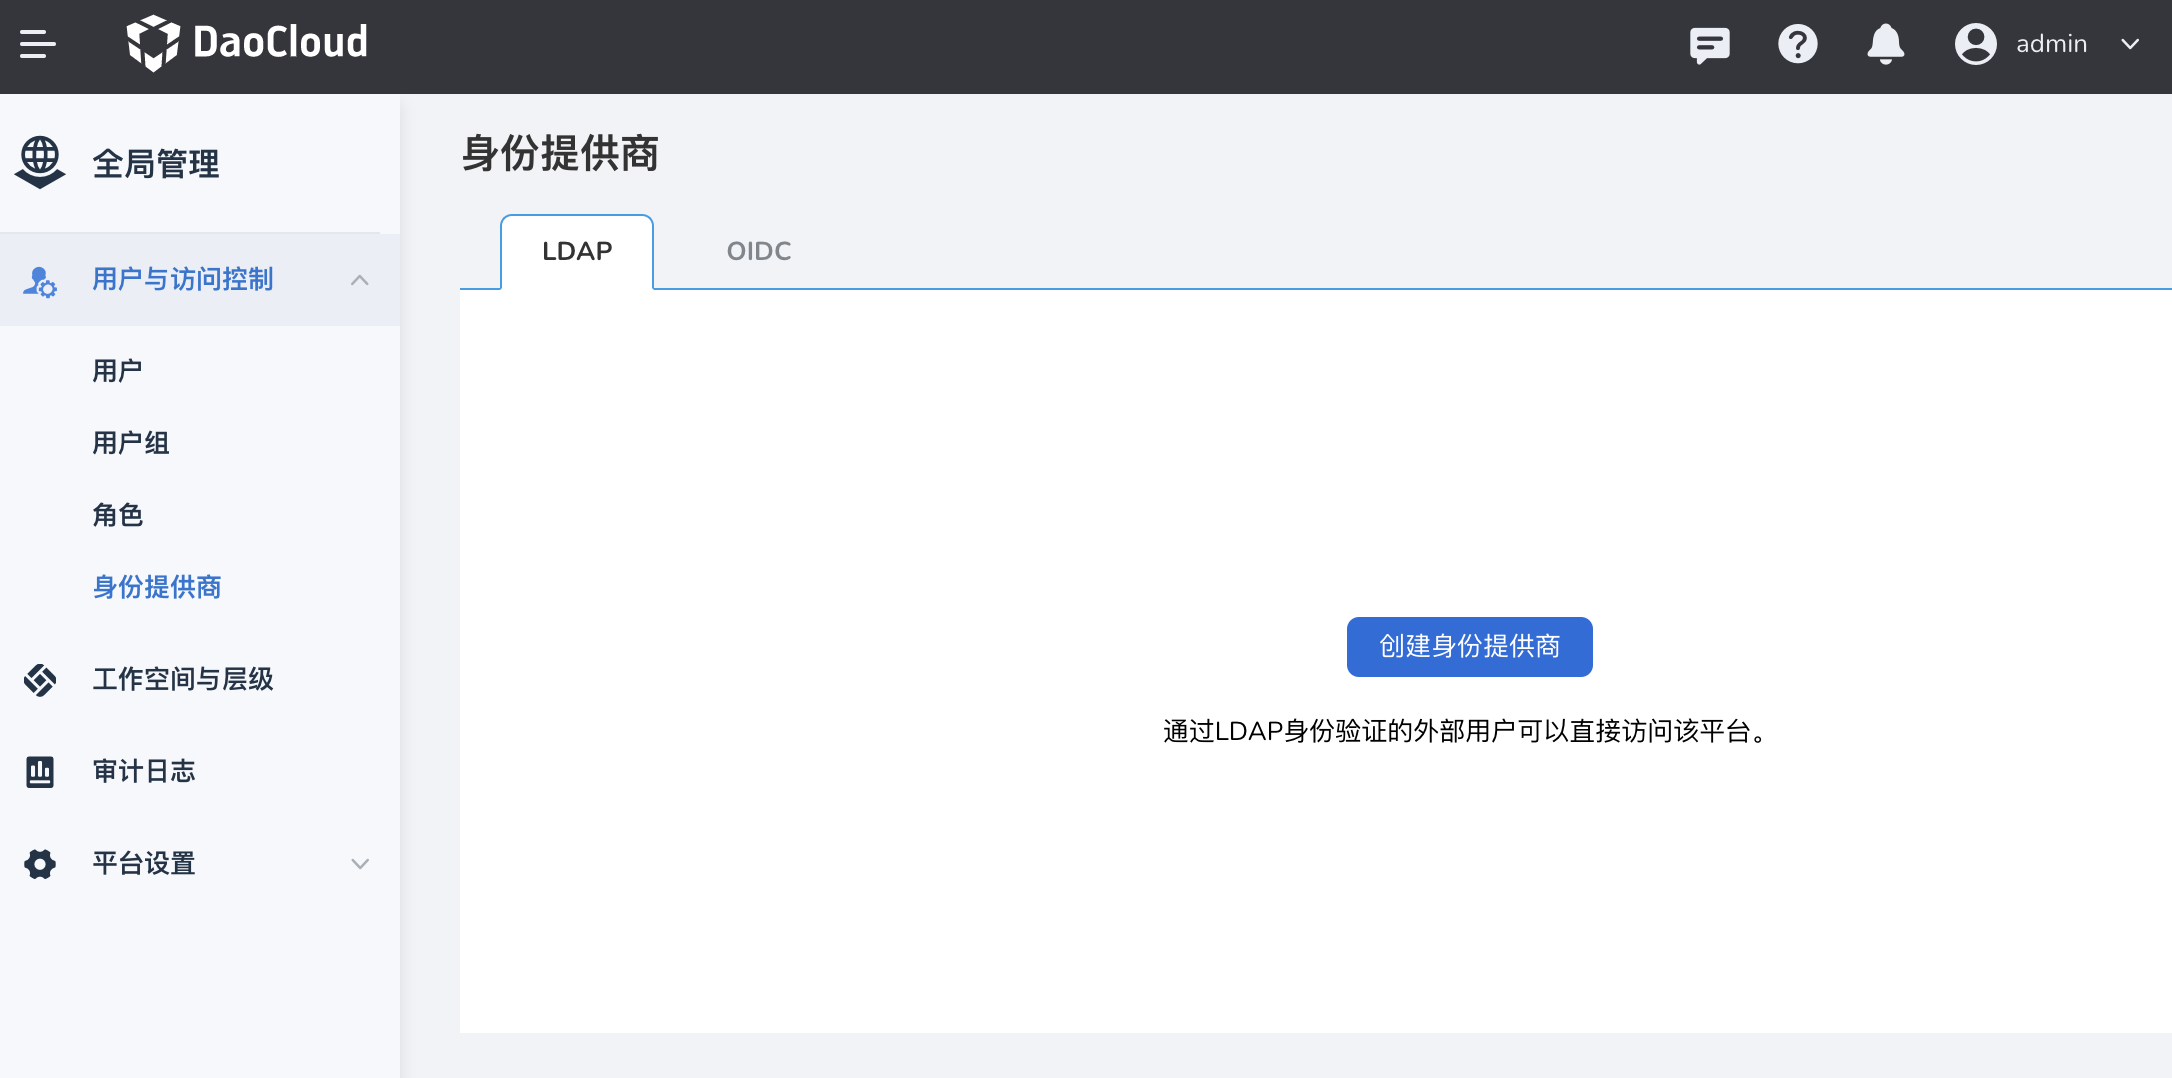 DaoCloud
admin
全局管理
用户与访问控制
用户
用户组
角色
身份提供商
工作空间与层级
审计日志
平台设置
身份提供商
LDAP
OIDC
创建身份提供商
通过LDAP身份验证的外部用户可以直接访问该平台。